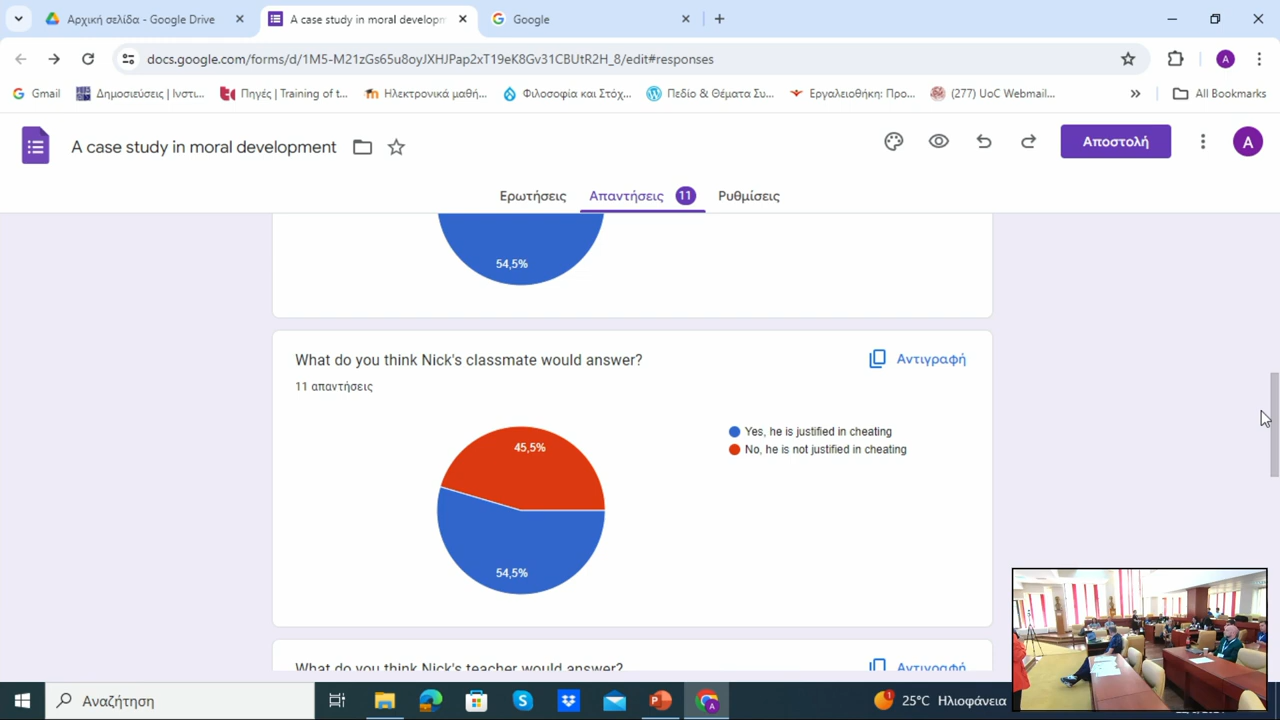 Αρχική σελίδα - Google Drive
A case study in moral developm
Google
docs.google.com/forms/d/1M5-M21zGs65u8oyJXHJPap2xT19eK8Gv31CBUtR2H_8/edit#responses
A
Gmail
Δημοσιεύσεις | Ινστι...
Πηγές | Training of t...
Ηλεκτρονικά μαθή...
Φιλοσοφία και Στόχ...
Πεδίο & Θέματα Συ...
Εργαλειοθήκη: Προ...
(277) UoC Webmail...
All Bookmarks
A case study in moral development
Αποστολή
A
Ερωτήσεις
Απαντήσεις 11
Ρυθμίσεις
54,5%
What do you think Nick's classmate would answer?
Αντιγραφή
11 απαντήσεις
45,5%
54,5%
Yes, he is justified in cheating
No, he is not justified in cheating
What do you think Nick's teacher would answer?
Αντιγραφή
Αναζήτηση
1
25°C Ηλιοφάνεια